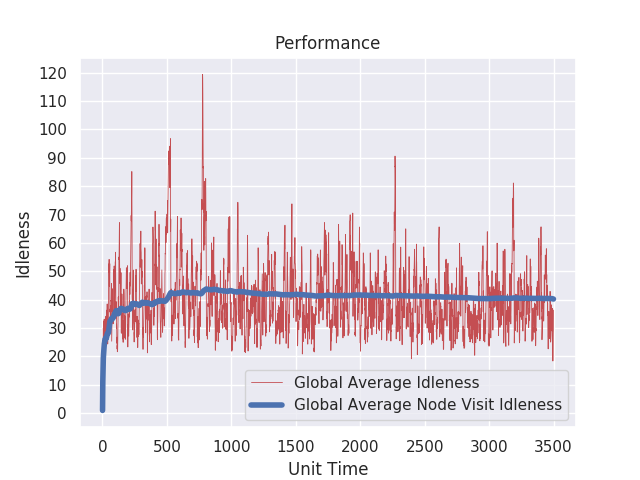 Performance
120
110
100
90
80
70
60
50
40
30
20
10
0
Idleness
Global Average Idleness
Global Average Node Visit Idleness
0 500 1000 1500 2000 2500 3000 3500
Unit Time